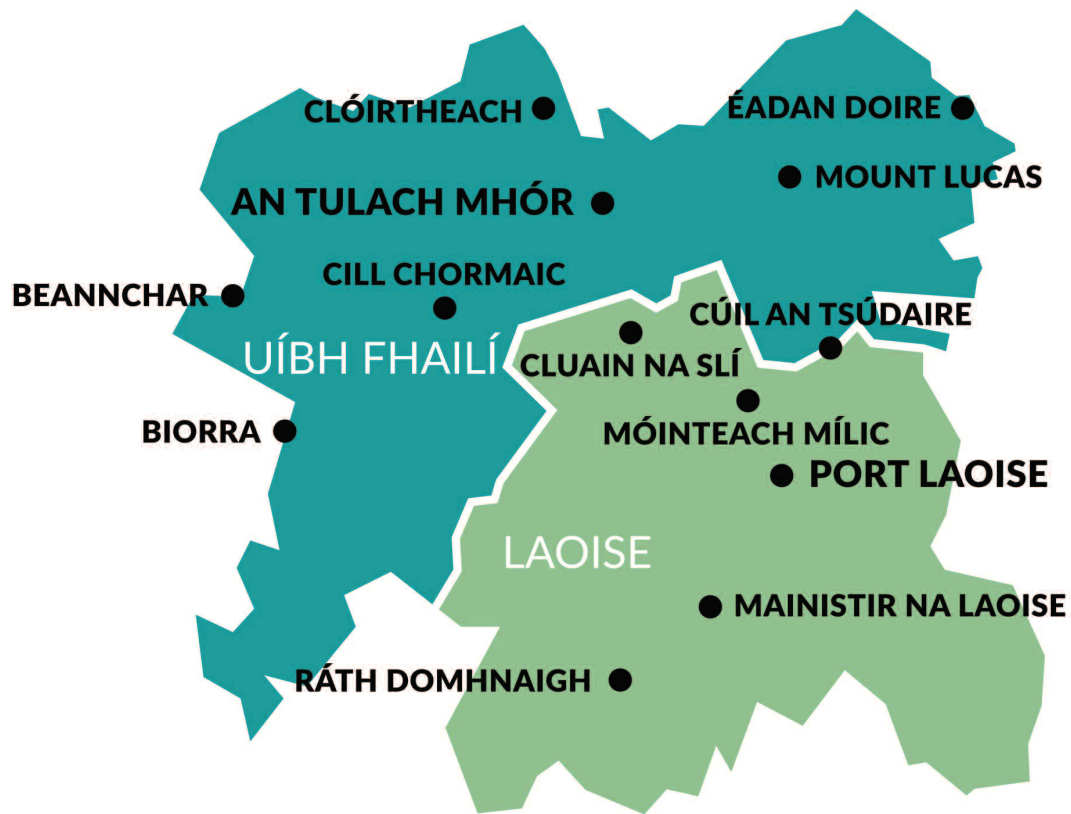 CLÓIRTHEACH
ÉADAN DOIRE
MOUNT LUCAS
AN TULACH MHÓR
CILL CHORMAIC
BEANNCHAR
CÚIL AN TSÚDAIRE
UÍBH FHAILÍ
CLUAIN NA SLÍ
BIORRA
MÓINTEACH MÍLIC
PORT LAOISE
LAOISE
MAINISTIR NA LAOISE
RÁTH DOMHNAIGH